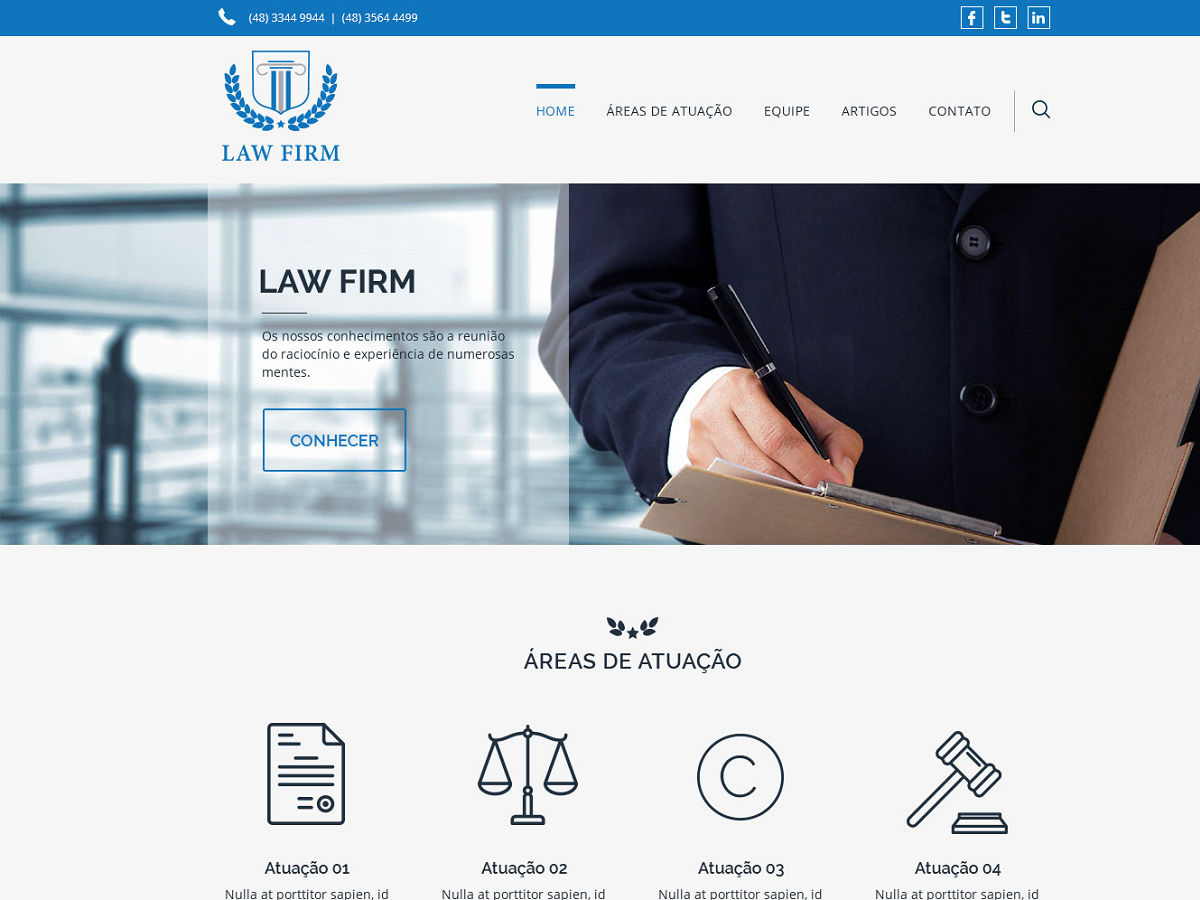 (48) 3344 9944 | (48) 3564 4499
LAW FIRM
HOME ÁREAS DE ATUAÇÃO EQUIPE ARTIGOS CONTATO
LAW FIRM
Os nossos conhecimentos são a reunião
do raciocínio e experiência de numerosas
mentes.
CONHECER
ÁREAS DE ATUAÇÃO
Atuação 01
Nulla at porttitor sapien, id
Atuação 02
Nulla at porttitor sapien, id
Atuação 03
Nulla at porttitor sapien, id
Atuação 04
Nulla at porttitor sapien, id